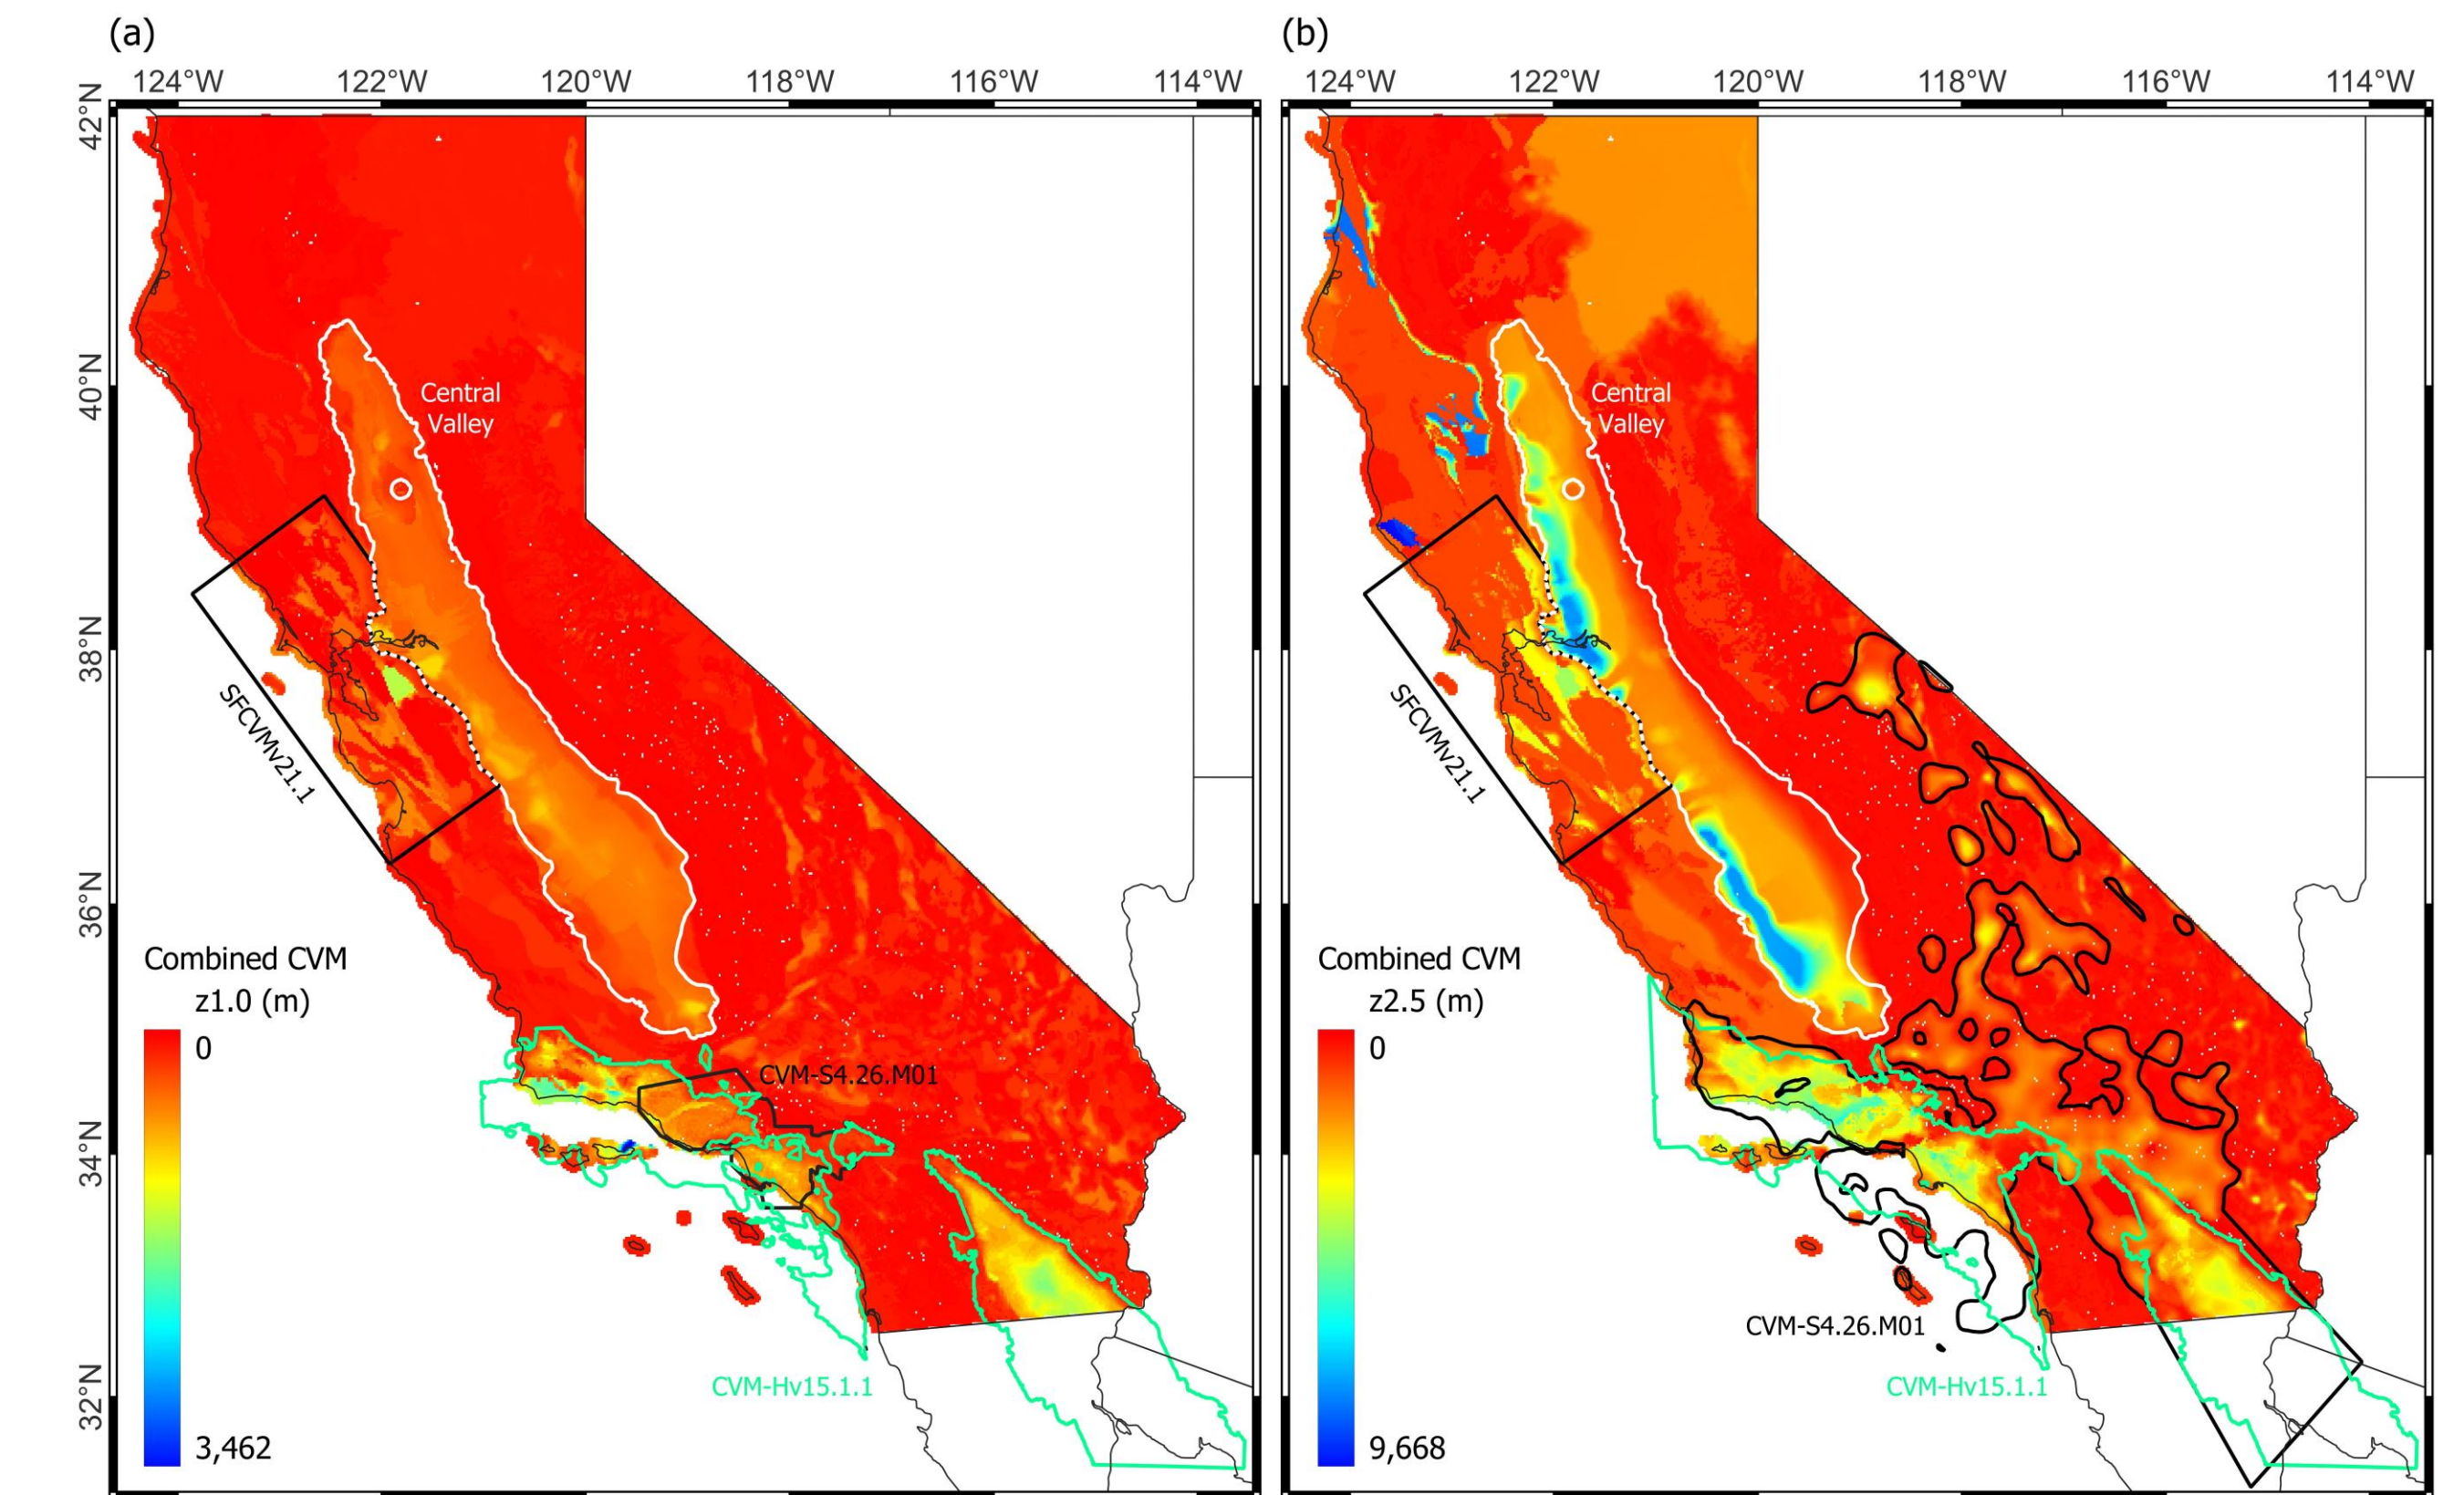 (a)
(b)
124°W 122°W 120°W 118°W 116°W 114°W
124°W 122°W 120°W 118°W 116°W 114°W
42°N
40°N
38°N
36°N
34°N
32°N
Central
Valley
SFCVMv21.1
Combined CVM
z1.0 (m)
0
3,462
CVM-S4.26.M01
CVM-Hv15.1.1
Central
Valley
SFCVMv21.1
Combined CVM
z2.5 (m)
0
9,668
CVM-S4.26.M01
CVM-Hv15.1.1